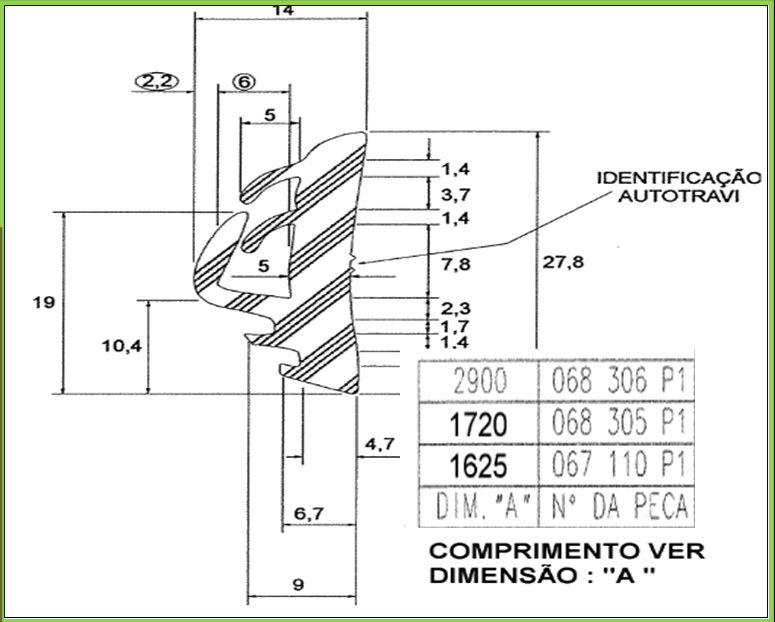 14
2,2
6
5
1,4
3,7
1,4
IDENTIFICAÇÃO
AUTOTRAVI
5
7,8
27,8
19
2,3
1,7
1,4
10,4
4,7
6,7
9
2900 068 306 P1
1720 068 305 P1
1625 067 110 P1
DIM. "A" Nº DA PECA
COMPRIMENTO VER
DIMENSÃO : "A "